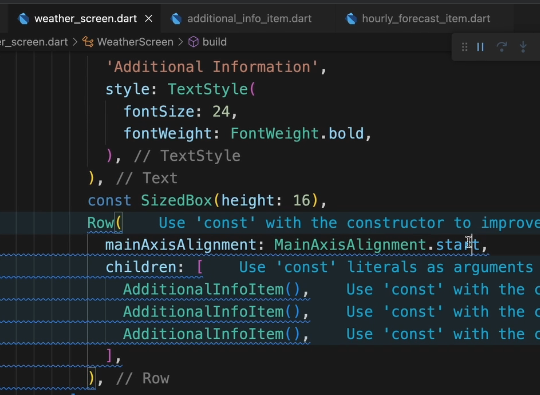 weather_screen.dart × additional_info_item.dart hourly_forecast_item.dart
er_screen.dart > WeatherScreen > build
'Additional Information',
style: TextStyle(
fontSize: 24,
fontWeight: FontWeight.bold,
), // TextStyle
), // Text
const SizedBox(height: 16),
Row( Use 'const' with the constructor to improve
mainAxisAlignment: MainAxisAlignment.start,
children: [ Use 'const' literals as arguments
AdditionalInfoItem(), Use 'const' with the c
AdditionalInfoItem(), Use 'const' with the c
AdditionalInfoItem(), Use 'const' with the c
],
), // Row